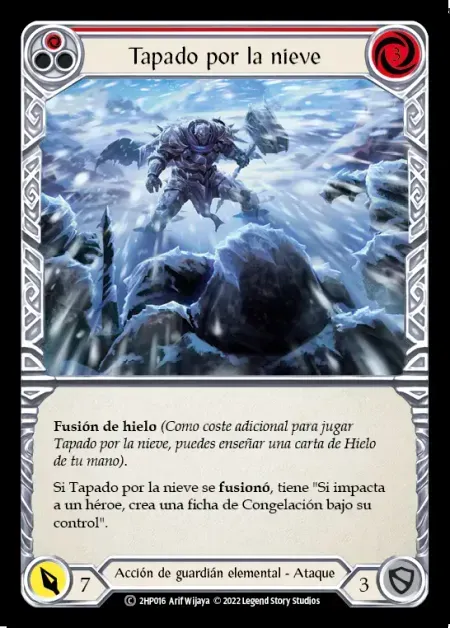 Tapado por la nieve
3
Fusión de hielo (Como coste adicional para jugar
Tapado por la nieve, puedes enseñar una carta de Hielo
de tu mano).
Si Tapado por la nieve se fusionó, tiene "Si impacta
a un héroe, crea una ficha de Congelación bajo su
control".
7
Acción de guardián elemental - Ataque
3
C 2HP016 Arif Wijaya © 2022 Legend Story Studios